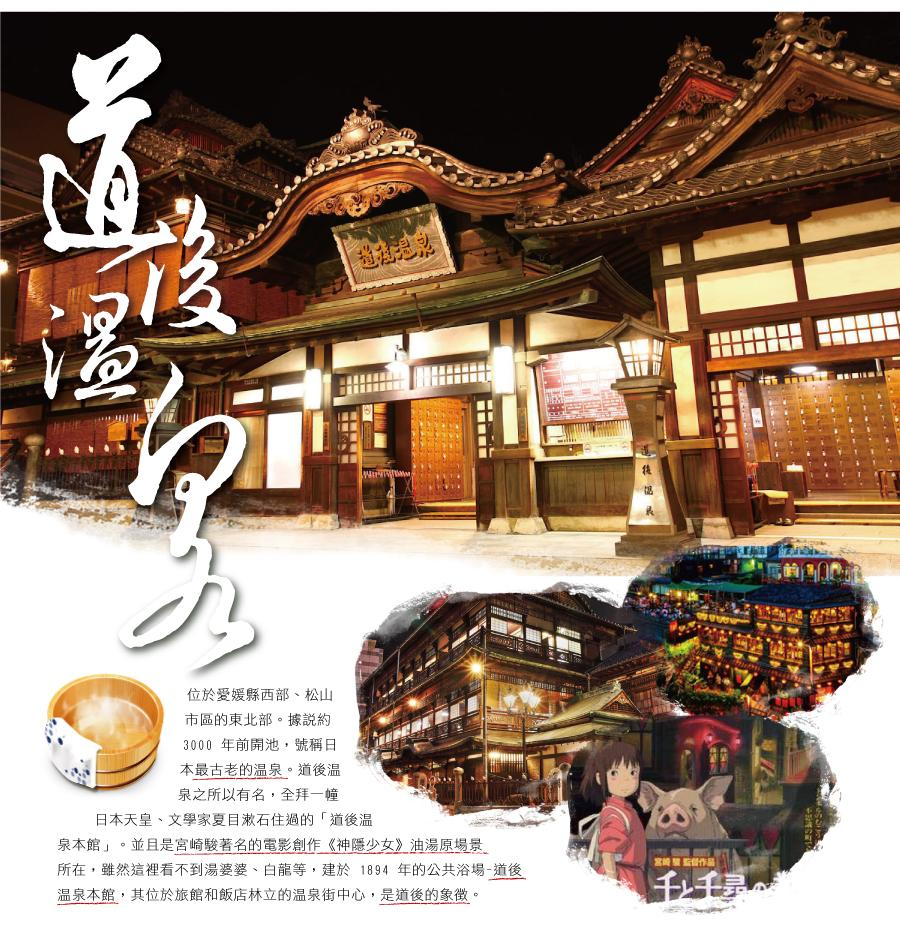 道後溫泉
道後温泉
道後温泉
位於愛媛縣西部、松山
市區的東北部。據説約
3000 年前開池，號稱日
本最古老的温泉。道後溫
泉之所以有名，全拜一幢
日本天皇、文學家夏目漱石住過的「道後溫
泉本館」。並且是宮崎駿著名的電影創作《神隱少女》油湯原場景
所在，雖然這裡看不到湯婆婆、白龍等，建於 1894 年的公共浴場-道後
温泉本館，其位於旅館和飯店林立的温泉街中心，是道後的象徵。
宮崎 駿 監督作品
千と千尋の